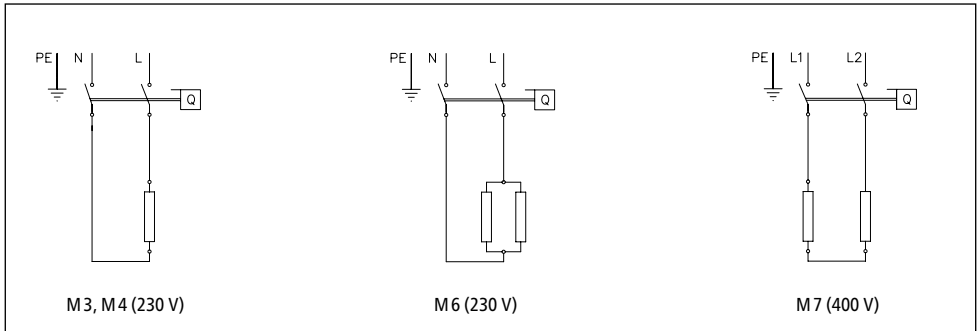 PE N L
Q
M3, M4 (230 V)
PE N L
Q
M6 (230 V)
PE L1 L2
Q
M7 (400 V)